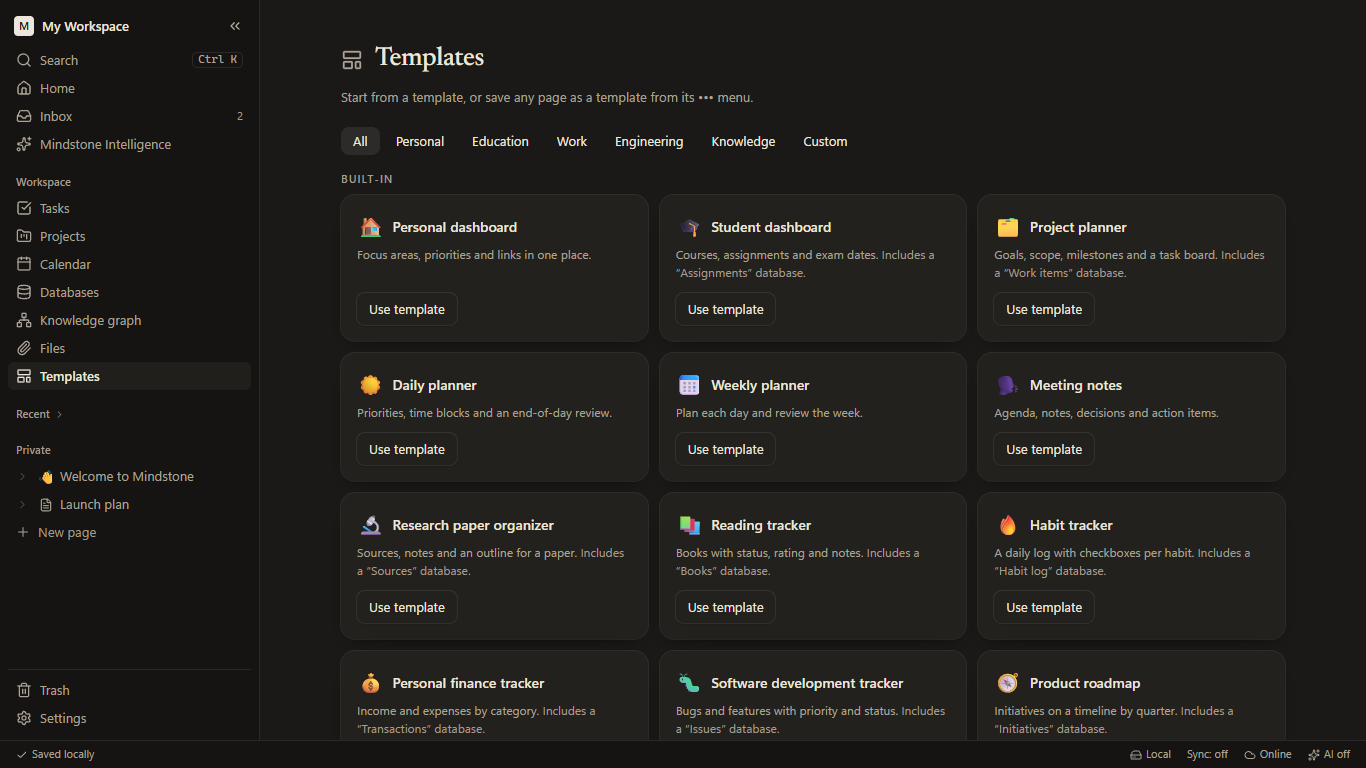 M My Workspace
Search Ctrl K
Home
Inbox 2
Mindstone Intelligence
Workspace
Tasks
Projects
Calendar
Databases
Knowledge graph
Files
Templates
Recent
Private
Welcome to Mindstone
Launch plan
New page
Trash
Settings
Templates
Start from a template, or save any page as a template from its ••• menu.
All Personal Education Work Engineering Knowledge Custom
BUILT-IN
Personal dashboard
Focus areas, priorities and links in one place.
Use template
Student dashboard
Courses, assignments and exam dates. Includes a
“Assignments” database.
Use template
Project planner
Goals, scope, milestones and a task board. Includes
a “Work items” database.
Use template
Daily planner
Priorities, time blocks and an end-of-day review.
Use template
Weekly planner
Plan each day and review the week.
Use template
Meeting notes
Agenda, notes, decisions and action items.
Use template
Research paper organizer
Sources, notes and an outline for a paper. Includes
a “Sources” database.
Use template
Reading tracker
Books with status, rating and notes. Includes a
“Books” database.
Use template
Habit tracker
A daily log with checkboxes per habit. Includes a
“Habit log” database.
Use template
Personal finance tracker
Income and expenses by category. Includes a
“Transactions” database.
Software development tracker
Bugs and features with priority and status. Includes
a “Issues” database.
Product roadmap
Initiatives on a timeline by quarter. Includes a
“Initiatives” database.
Saved locally
Local Sync: off Online AI off